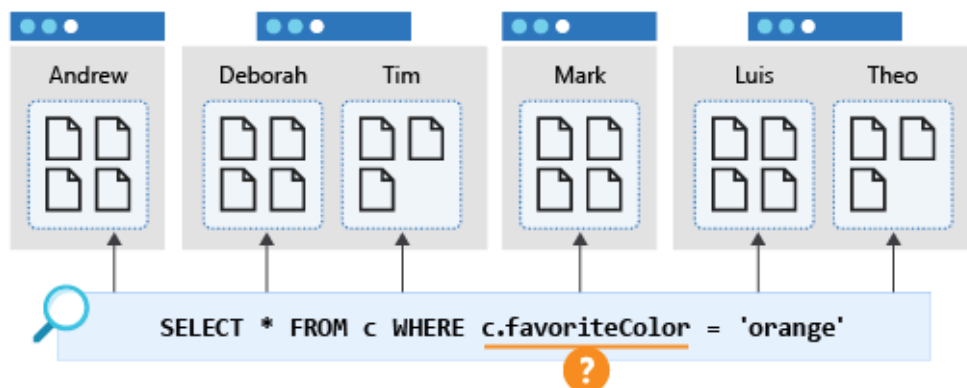 Andrew Deborah Tim Mark Luis Theo
SELECT * FROM c WHERE c.favoriteColor = 'orange'
?